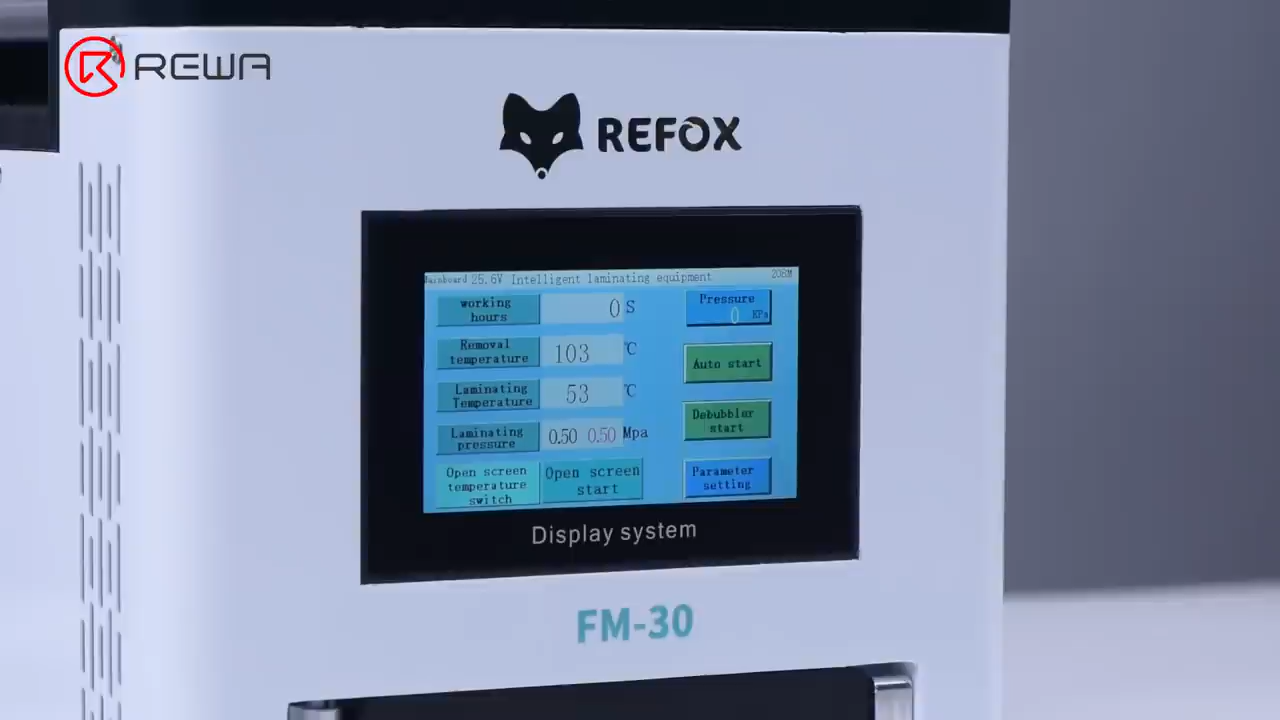 REWA
REFOX
Mainboard 25.6V Intelligent laminating equipment 208M
working hours 0 S
Pressure 0 KPa
Removal temperature 103 ℃
Auto start
Laminating Temperature 53 ℃
Debubbler start
Laminating pressure 0.50 0.50 Mpa
Open screen temperature switch
Open screen start
Parameter setting
Display system
FM-30